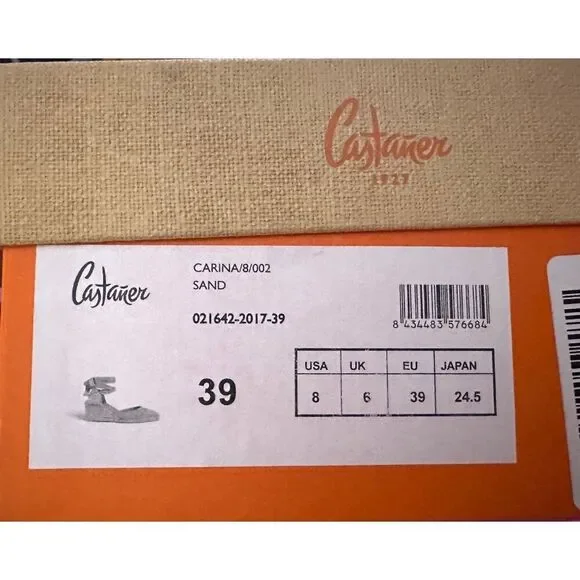 Castañer
1927
Castañer
CARINA/8/002
SAND
021642-2017-39
8 434483 576684
39
USA UK EU JAPAN
8 6 39 24.5